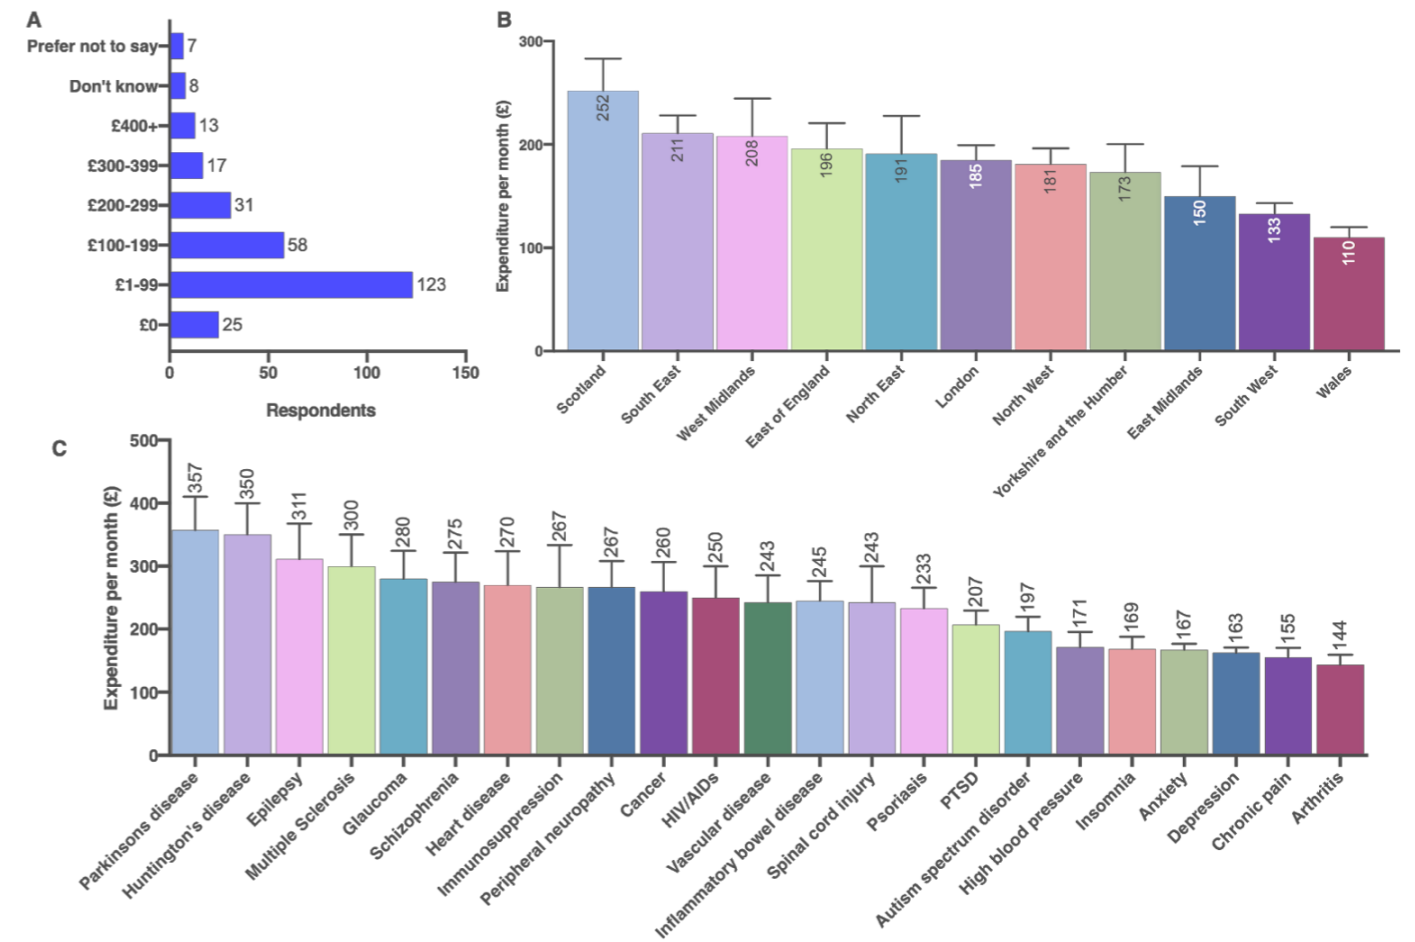 A
Prefer not to say
7
Don't know
8
£400+
13
£300-399
17
£200-299
31
£100-199
58
£1-99
123
£0
25
0 50 100 150
Respondents
B
Expenditure per month (£)
300
200
100
0
252
211
208
196
191
185
181
173
150
133
110
Scotland
South East
West Midlands
East of England
North East
London
North West
Yorkshire and the Humber
East Midlands
South West
Wales
C
Expenditure per month (£)
500
400
300
200
100
0
357
350
311
300
280
275
270
267
267
260
250
243
245
243
233
207
197
171
169
167
163
155
144
Parkinsons disease
Huntington's disease
Epilepsy
Multiple Sclerosis
Glaucoma
Schizophrenia
Heart disease
Immunosuppression
Peripheral neuropathy
Cancer
HIV/AIDs
Vascular disease
Inflammatory bowel disease
Spinal cord injury
Psoriasis
PTSD
Autism spectrum disorder
High blood pressure
Insomnia
Anxiety
Depression
Chronic pain
Arthritis